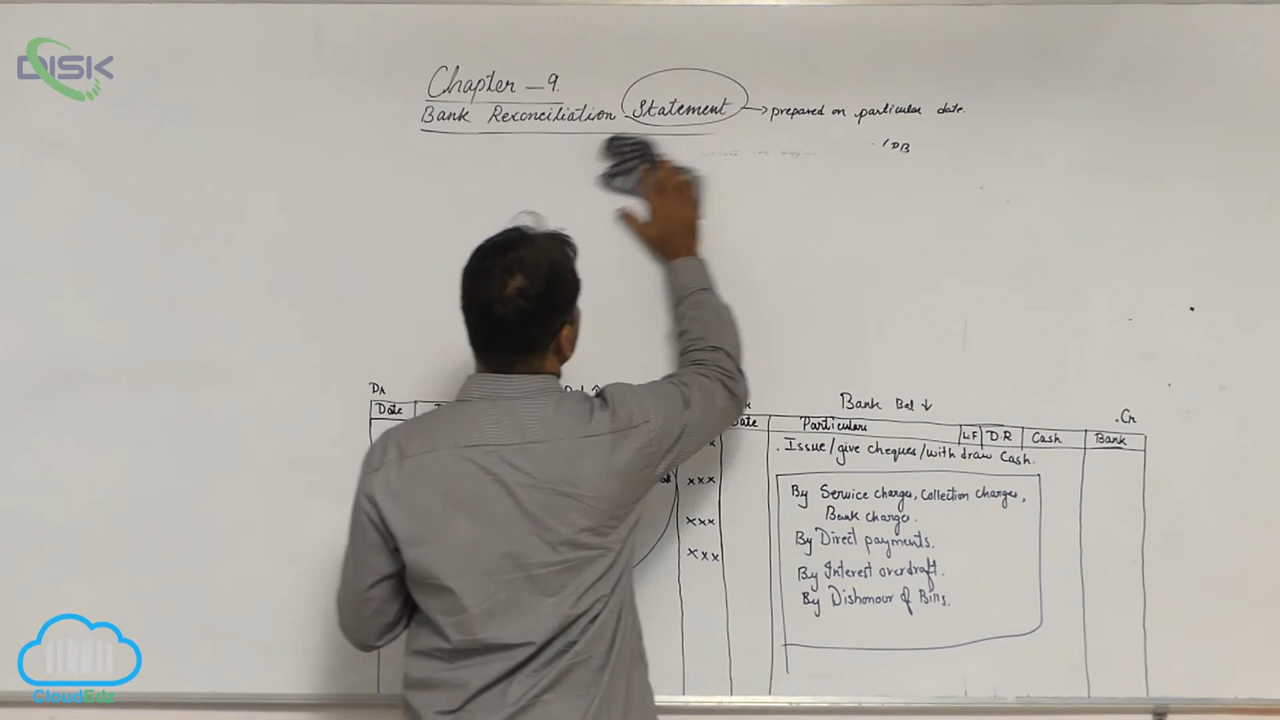 DISK
Chapter - 9.
Bank Reconciliation Statement → prepared on particular date.
Dr
Bank Bal ↓
.Cr
Date
Date Particulars LF D.R Cash Bank
. Issue/give cheques/with draw Cash.
xxx
By Service charges, Collection charges,
Bank charge.
xxx
By Direct payments.
xxx
By Interest overdraft.
By Dishonour of Bills.
CloudEdz